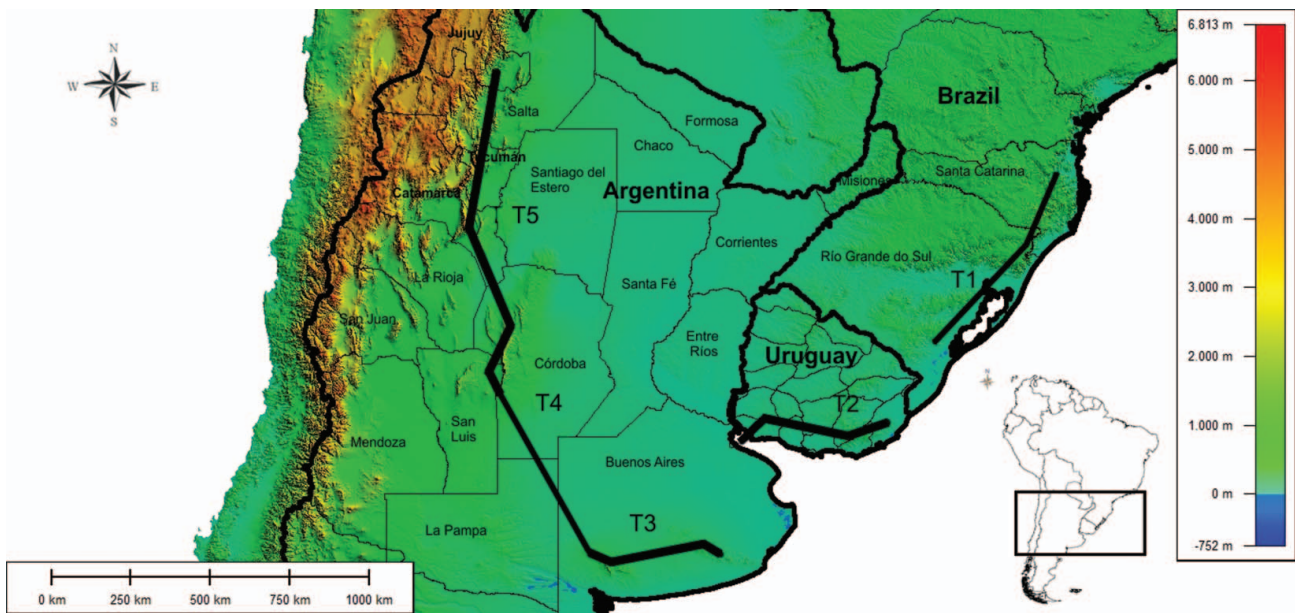 N
W E
S
Jujuy
Salta
Tucumán
Catamarca
Santiago del
Estero
Formosa
Chaco
Argentina
Misiones
Brazil
Santa Catarina
T5
Corrientes
La Rioja
Santa Fé
Río Grande do Sul
T1
San Juan
Entre
Ríos
Uruguay
Córdoba
T4
T2
Mendoza
San
Luis
Buenos Aires
La Pampa
T3
0 km 250 km 500 km 750 km 1000 km
6.813 m
6.000 m
5.000 m
4.000 m
3.000 m
2.000 m
1.000 m
0 m
-752 m